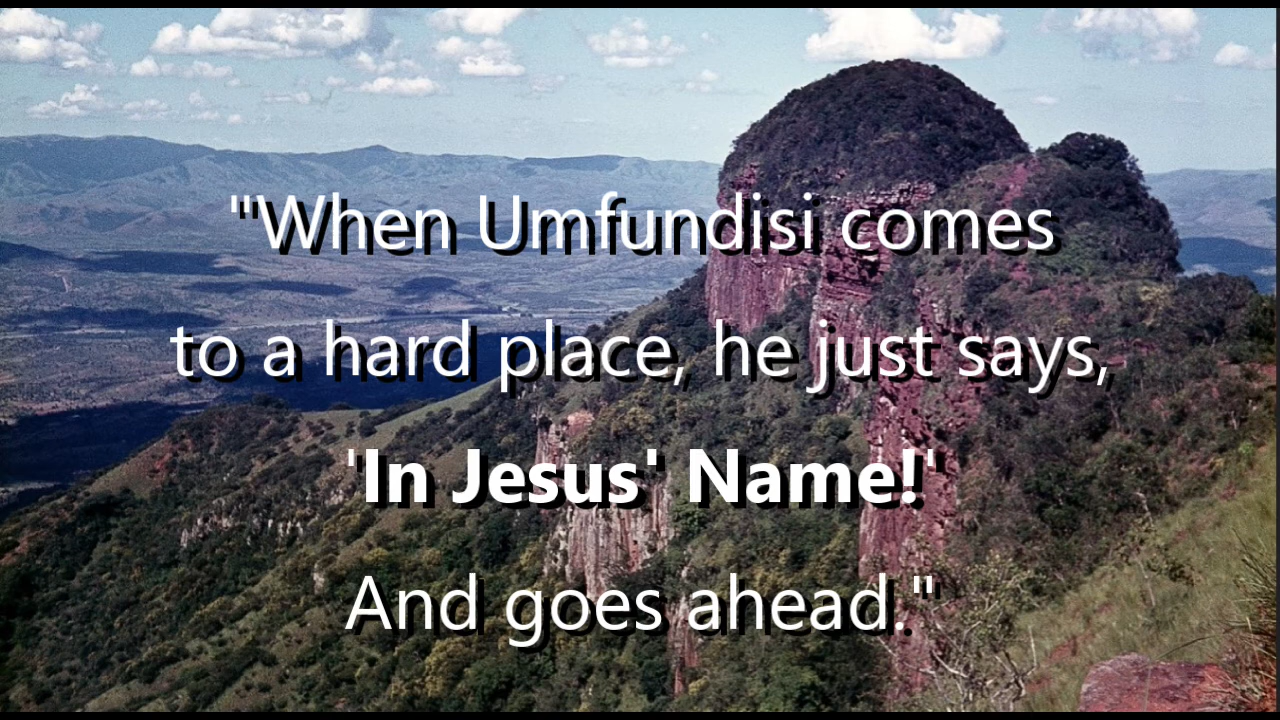 "When Umfundisi comes
to a hard place, he just says,
'In Jesus' Name!'
And goes ahead."